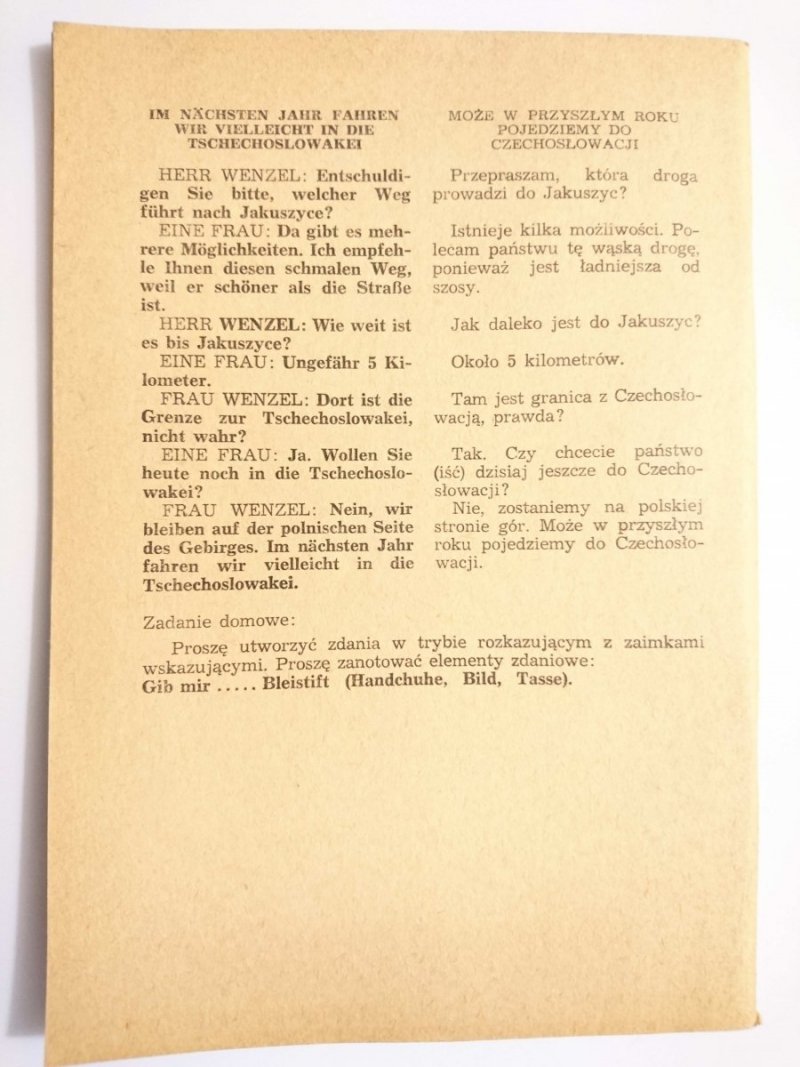 IM NÄCHSTEN JAHR FAHREN
WIR VIELLEICHT IN DIE
TSCHECHOSLOWAKEI
HERR WENZEL: Entschuldi-
gen Sie bitte, welcher Weg
führt nach Jakuszyce?
EINE FRAU: Da gibt es meh-
rere Möglichkeiten. Ich empfeh-
le Ihnen diesen schmalen Weg,
weil er schöner als die Straße
ist.
HERR WENZEL: Wie weit ist
es bis Jakuszyce?
EINE FRAU: Ungefähr 5 Ki-
lometer.
FRAU WENZEL: Dort ist die
Grenze zur Tschechoslowakei,
nicht wahr?
EINE FRAU: Ja. Wollen Sie
heute noch in die Tschechoslo-
wakei?
FRAU WENZEL: Nein, wir
bleiben auf der polnischen Seite
des Gebirges. Im nächsten Jahr
fahren wir vielleicht in die
Tschechoslowakei.
MOŻE W PRZYSZŁYM ROKU
POJEDZIEMY DO
CZECHOSŁOWACJI
Przepraszam, która droga
prowadzi do Jakuszyc?
Istnieje kilka możliwości. Po-
lecam państwu tę wąską drogę,
ponieważ jest ładniejsza od
szosy.
Jak daleko jest do Jakuszyc?
Około 5 kilometrów.
Tam jest granica z Czechosło-
wacją, prawda?
Tak. Czy chcecie państwo
(iść) dzisiaj jeszcze do Czecho-
słowacji?
Nie, zostaniemy na polskiej
stronie gór. Może w przyszłym
roku pojedziemy do Czechosło-
wacji.
Zadanie domowe:
Proszę utworzyć zdania w trybie rozkazującym z zaimkami
wskazującymi. Proszę zanotować elementy zdaniowe:
Gib mir ..... Bleistift (Handchuhe, Bild, Tasse).